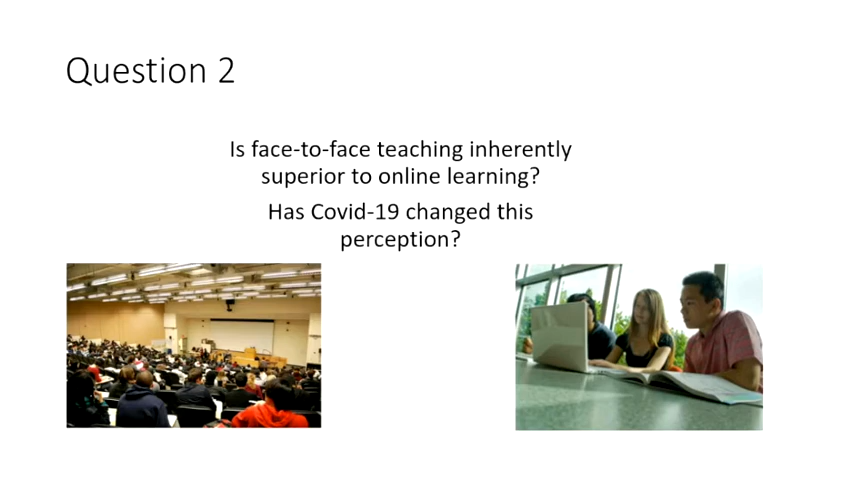 Question 2
Is face-to-face teaching inherently
superior to online learning?
Has Covid-19 changed this
perception?